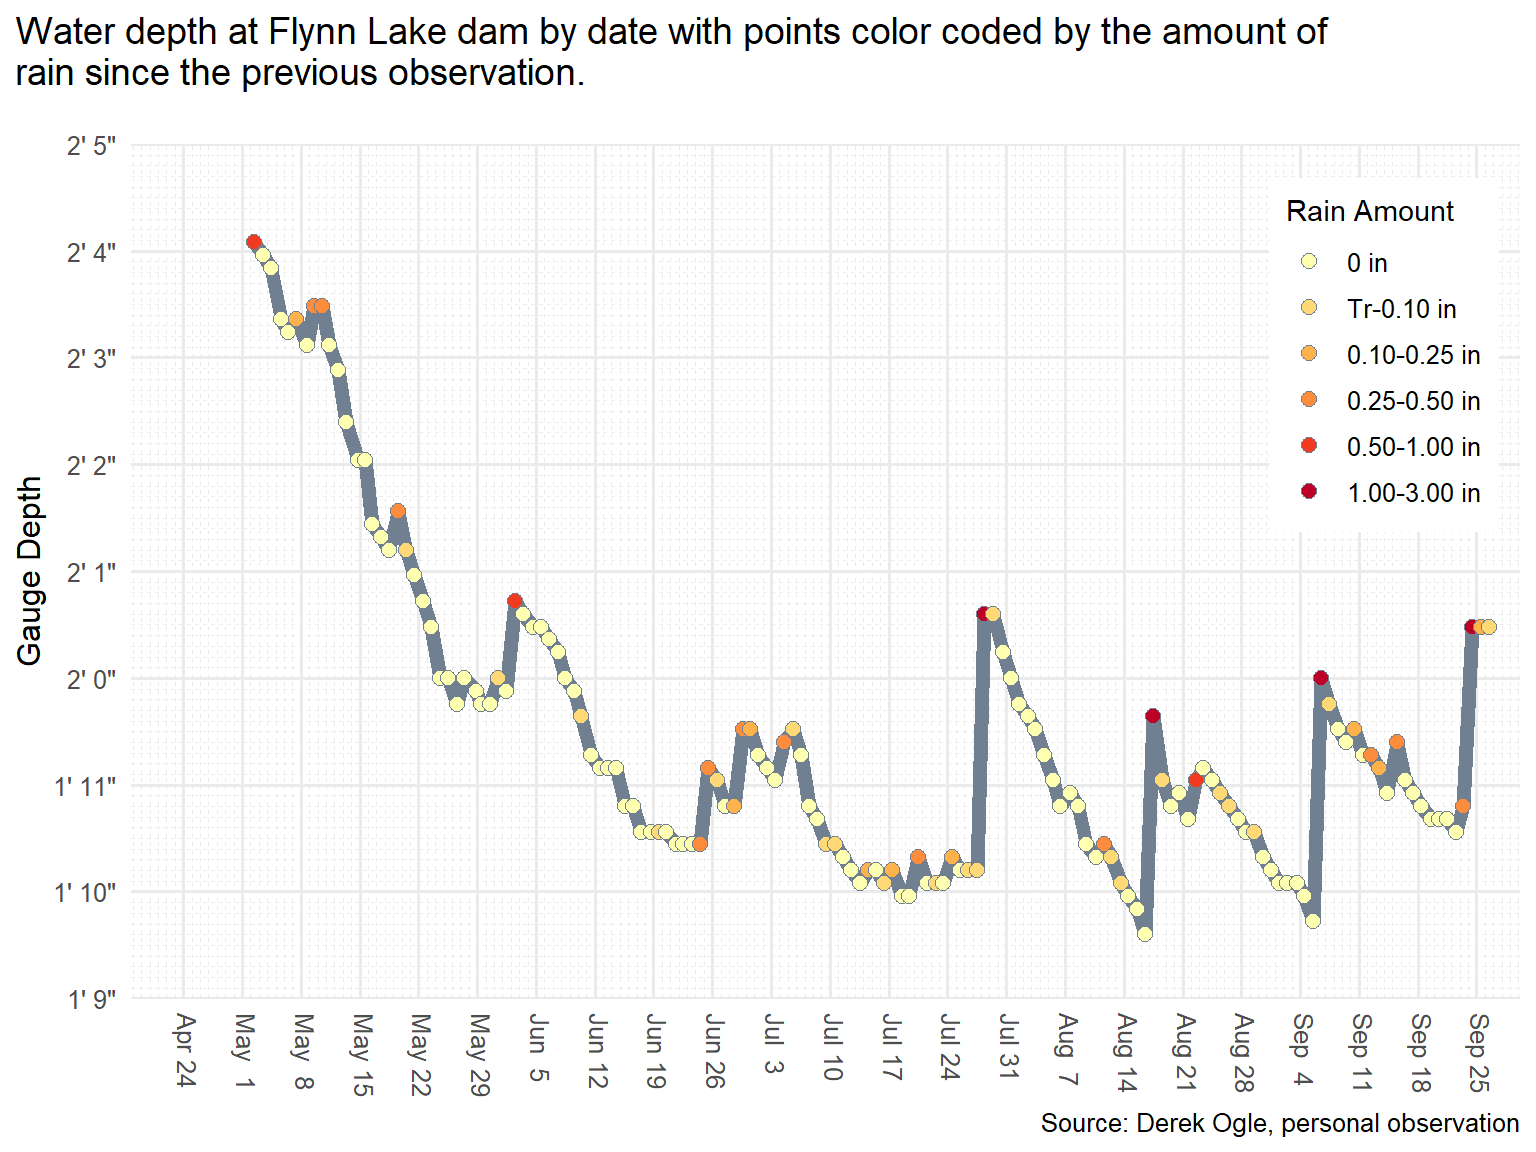 Water depth at Flynn Lake dam by date with points color coded by the amount of
rain since the previous observation.
2' 5"
2' 4"
2' 3"
2' 2"
2' 1"
2' 0"
1' 11"
1' 10"
1' 9"
Gauge Depth
Rain Amount
0 in
Tr-0.10 in
0.10-0.25 in
0.25-0.50 in
0.50-1.00 in
1.00-3.00 in
Apr 24
May 1
May 8
May 15
May 22
May 29
Jun 5
Jun 12
Jun 19
Jun 26
Jul 3
Jul 10
Jul 17
Jul 24
Jul 31
Aug 7
Aug 14
Aug 21
Aug 28
Sep 4
Sep 11
Sep 18
Sep 25
Source: Derek Ogle, personal observation